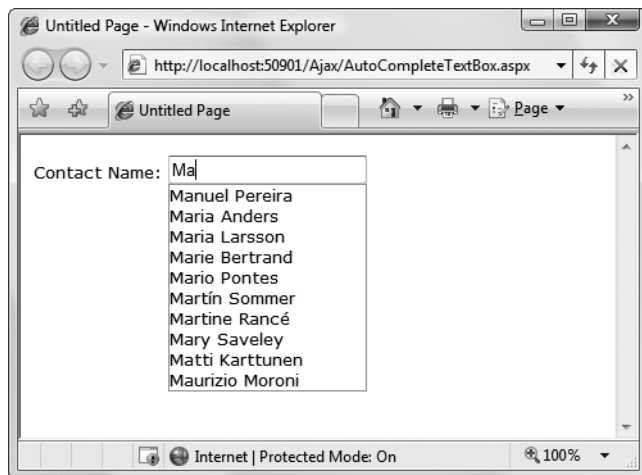 Untitled Page - Windows Internet Explorer
http://localhost:50901/Ajax/AutoCompleteTextBox.aspx
Untitled Page
Page
Contact Name: Ma
Manuel Pereira
Maria Anders
Maria Larsson
Marie Bertrand
Mario Pontes
Martín Sommer
Martine Rancé
Mary Saveley
Matti Karttunen
Maurizio Moroni
Internet | Protected Mode: On
100%